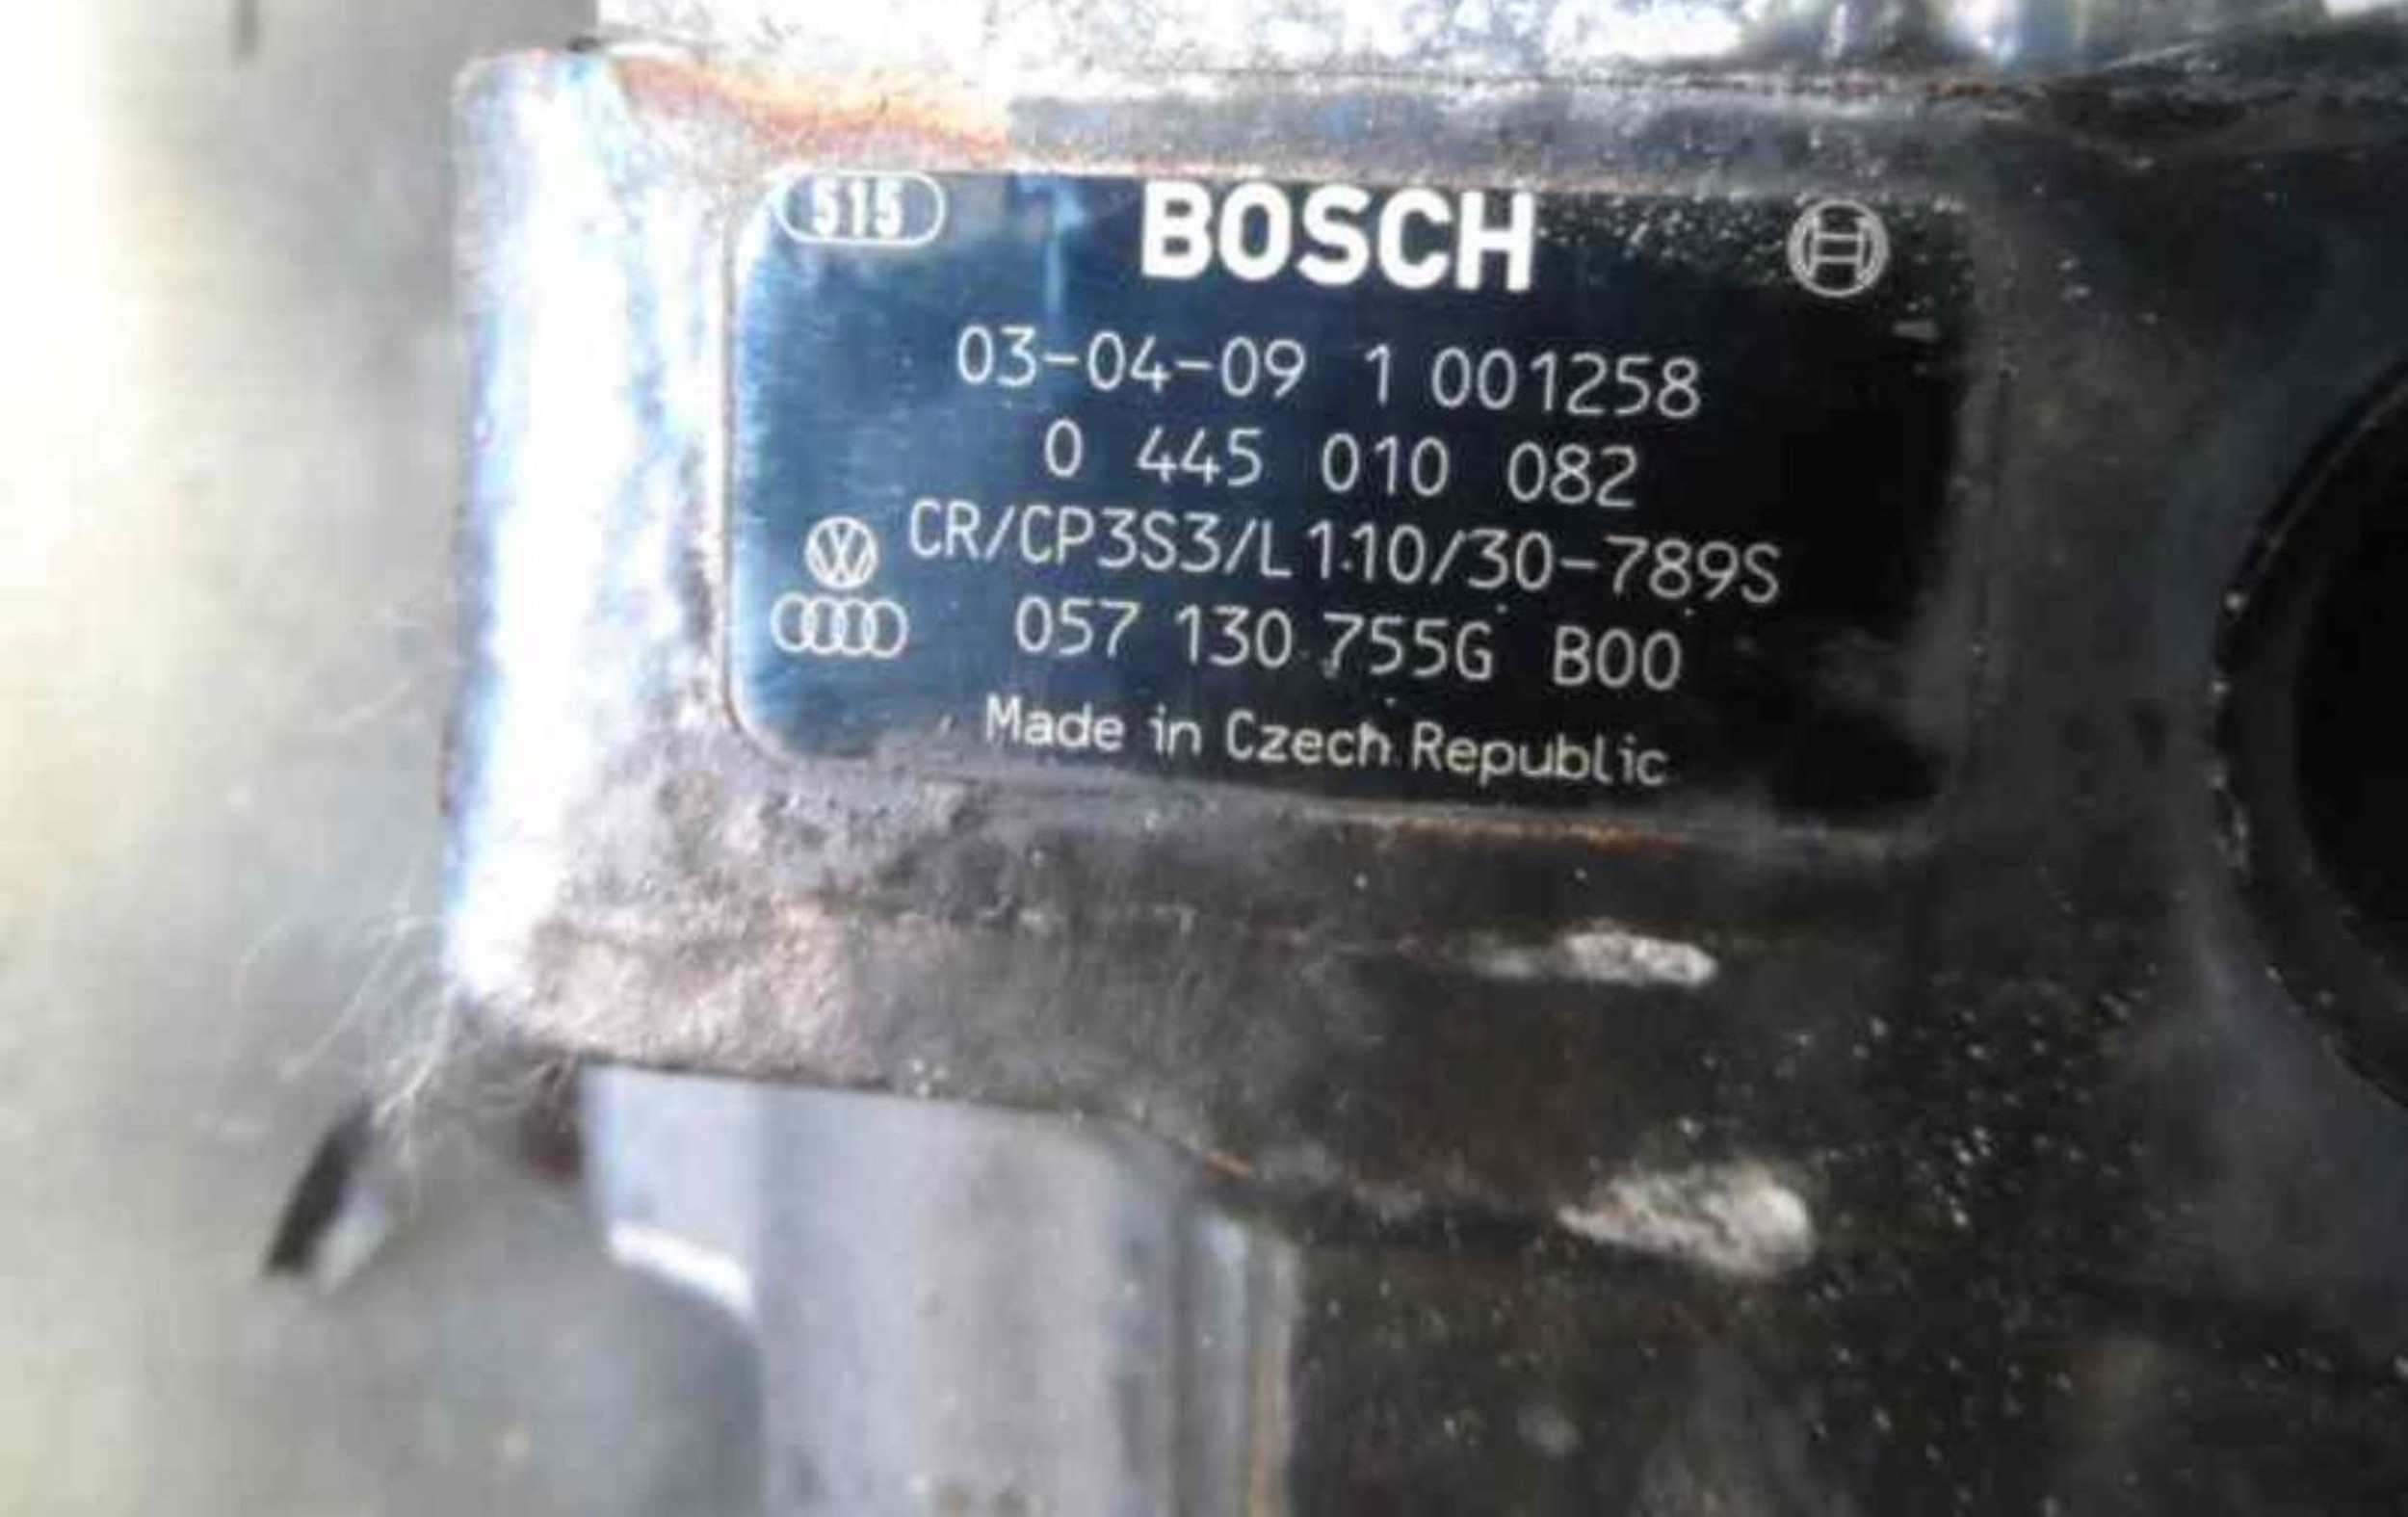 515
BOSCH
03-04-09 1 001258
0 445 010 082
CR/CP3S3/L110/30-789S
057 130 755G B00
Made in Czech Republic